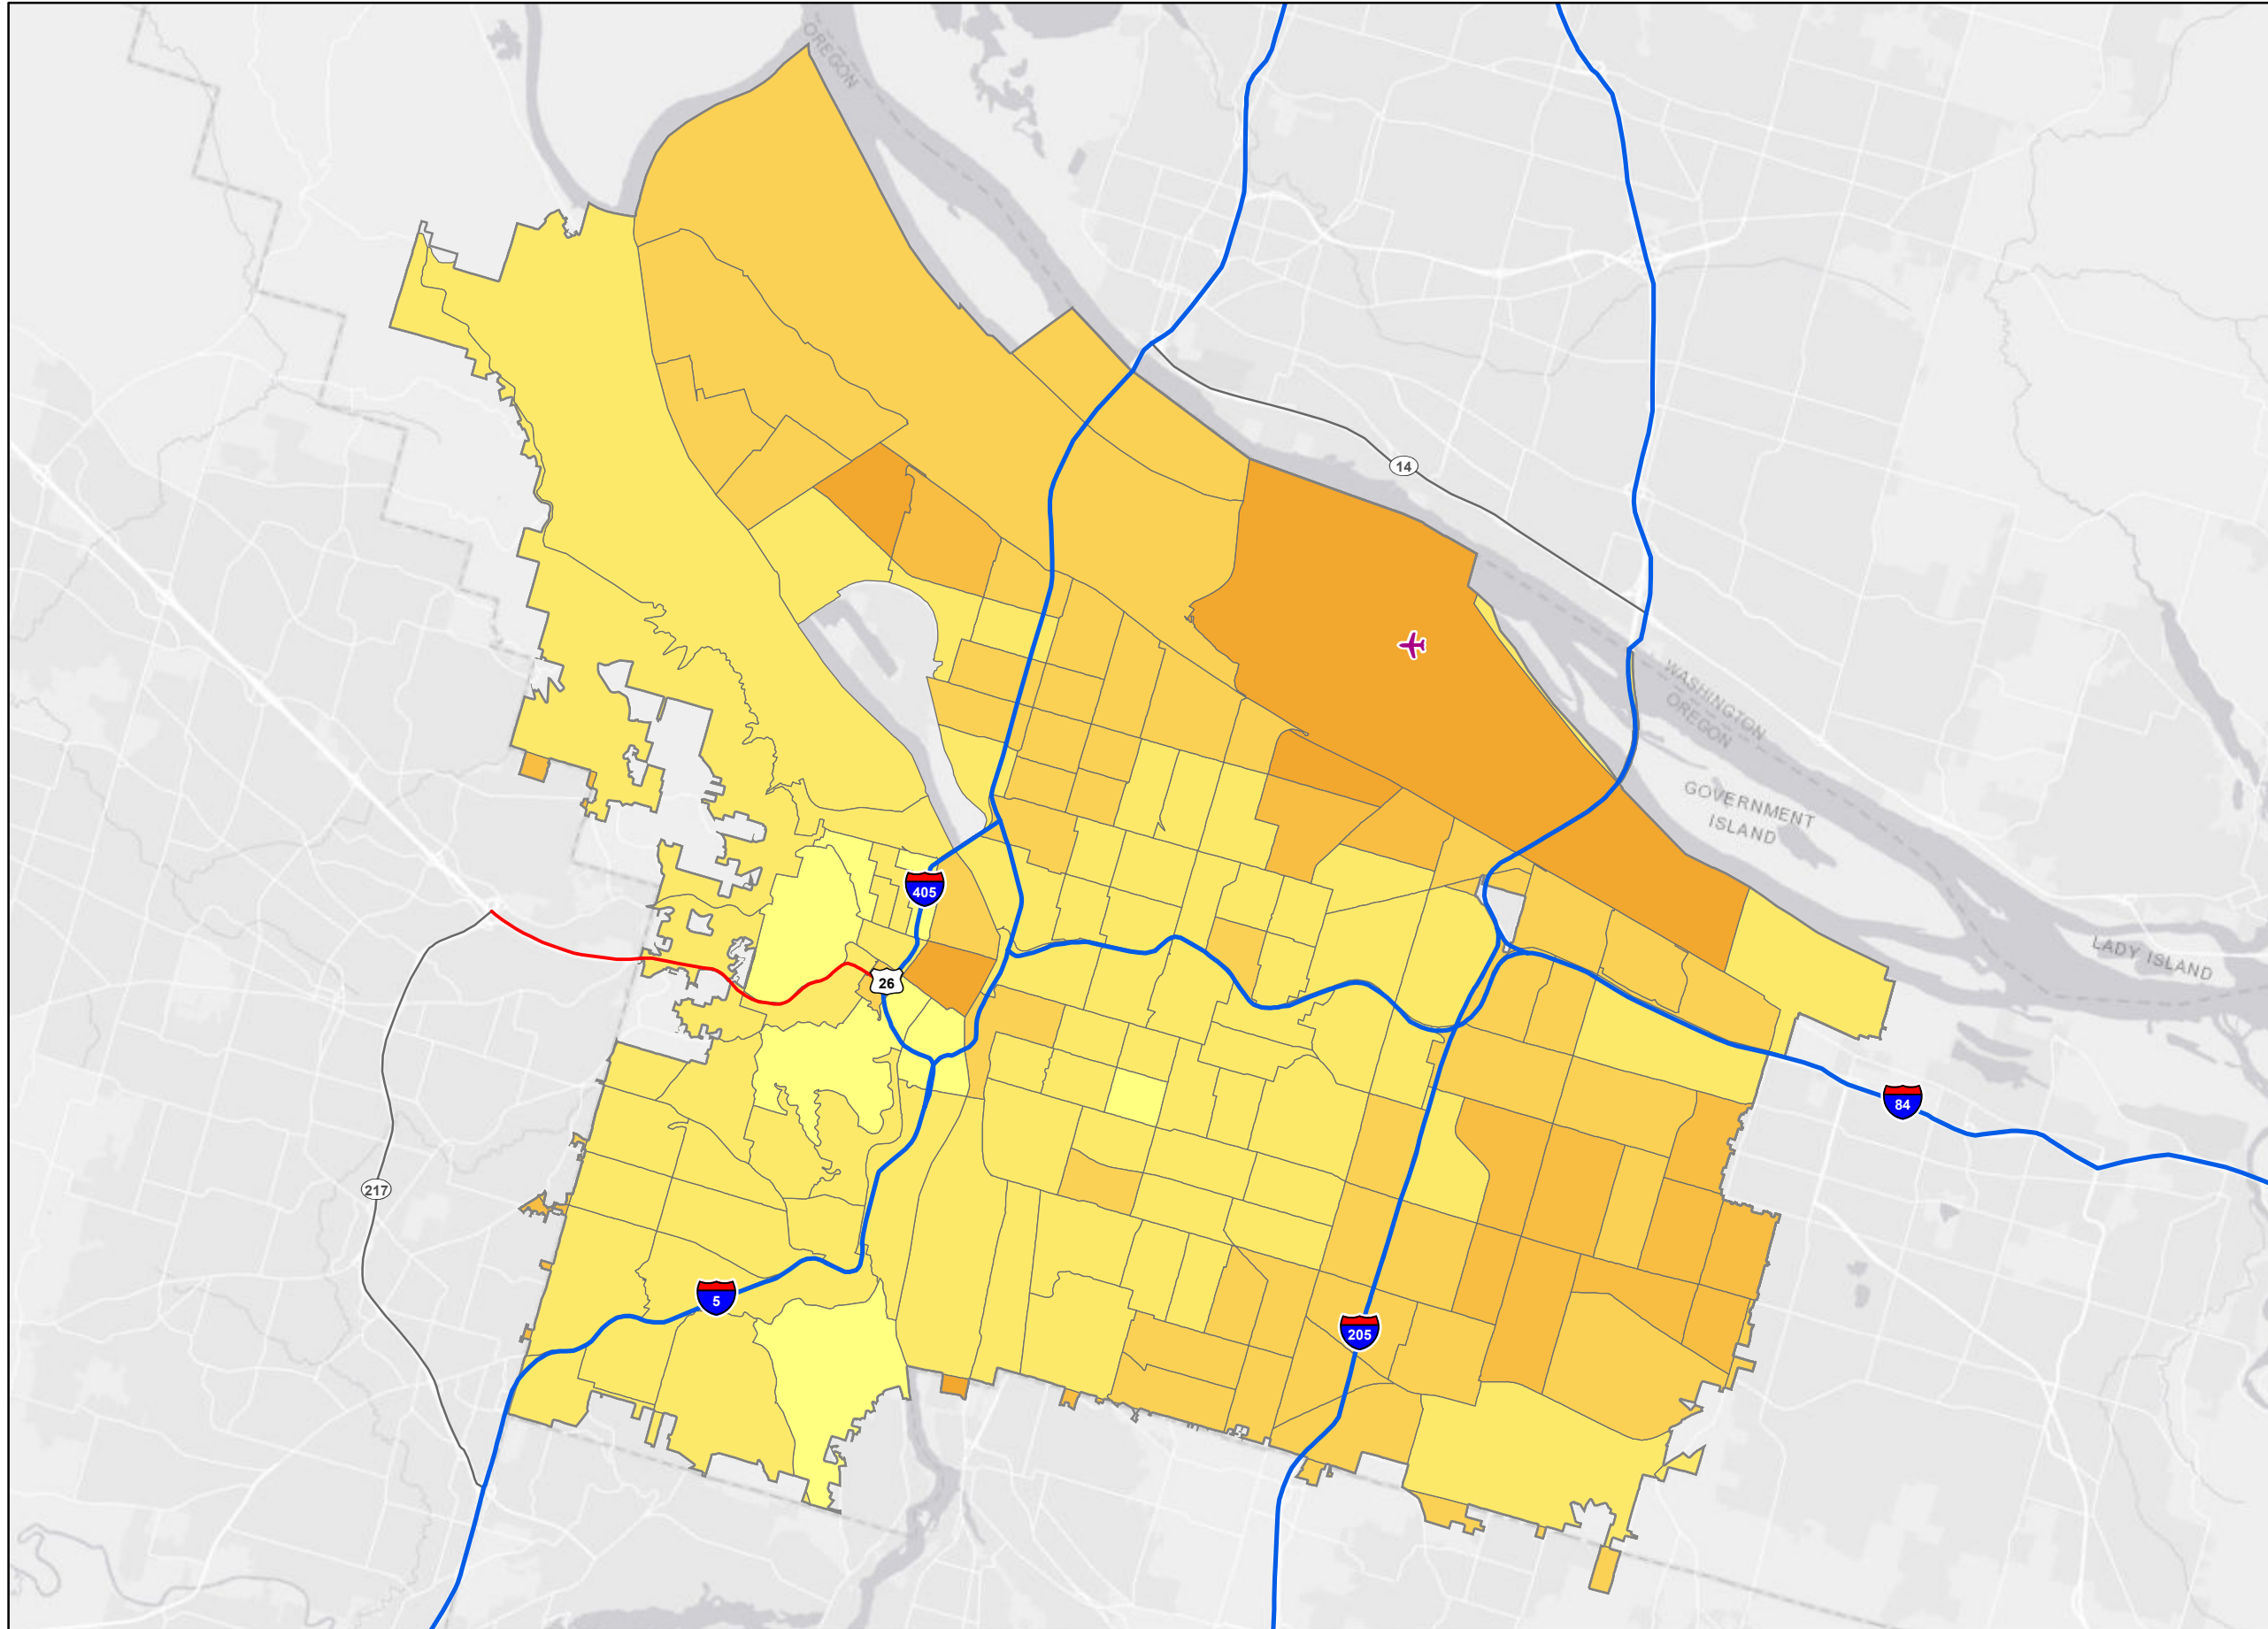 OREGON
14
WASHINGTON
OREGON
GOVERNMENT
ISLAND
405
LADY ISLAND
26
84
217
5
205